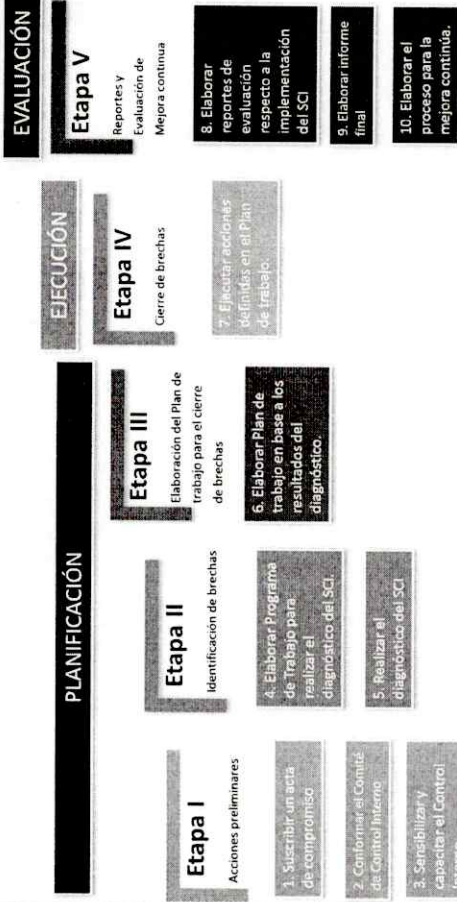 PLANIFICACIÓN
EJECUCIÓN
EVALUACIÓN
Etapa I
Acciones preliminares
1. Suscribir un acta
de compromiso
2. Conformar el Comité
de Control Interno
3. Sensibilizar y
capacitar el Control
Etapa II
Identificación de brechas
4. Elaborar Programa
de Trabajo para
realizar el
diagnóstico del SCI.
5. Realizar el
diagnóstico del SCI
Etapa III
Elaboración del Plan de
trabajo para el cierre
de brechas
6. Elaborar Plan de
trabajo en base a los
resultados del
diagnóstico.
Etapa IV
Cierre de brechas
7. Ejecutar acciones
definidas en el Plan
de trabajo.
Etapa V
Reportes y
Evaluación de
Mejora continua
8. Elaborar
reportes de
evaluación
respecto a la
implementación
del SCI
9. Elaborar informe
final
10. Elaborar el
proceso para la
mejora continúa.